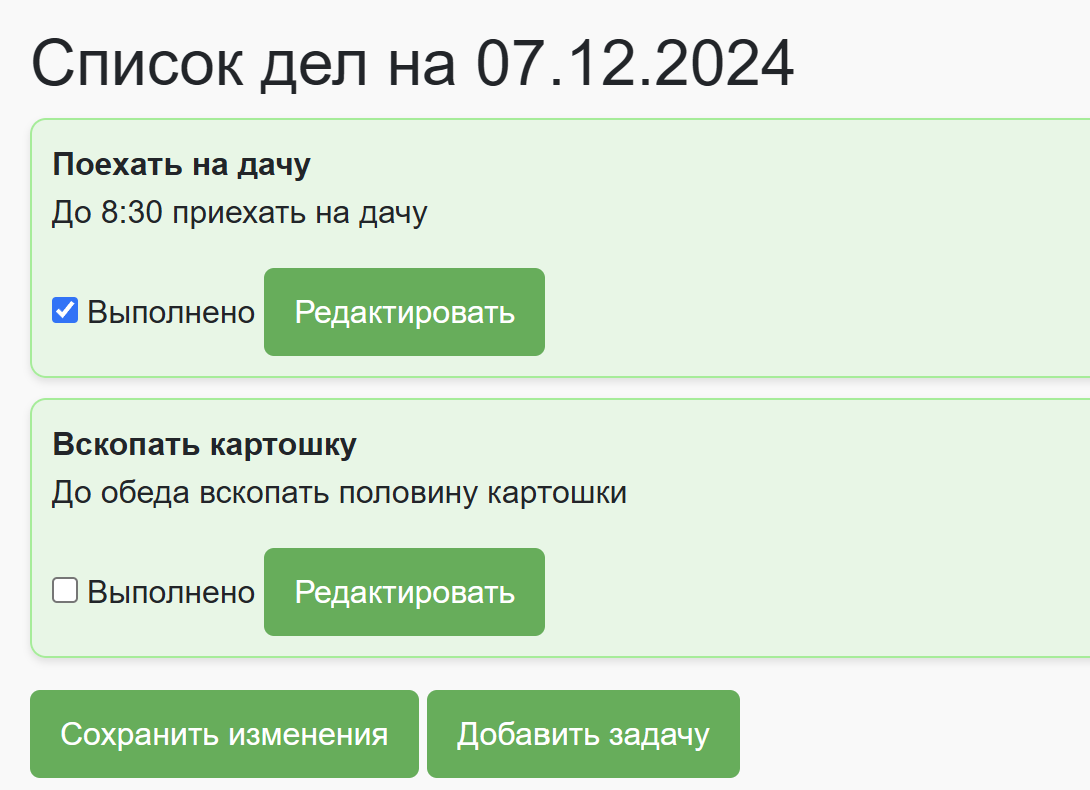 Список дел на 07.12.2024
Поехать на дачу
До 8:30 приехать на дачу
Выполнено Редактировать
Вскопать картошку
До обеда вскопать половину картошки
Выполнено Редактировать
Сохранить изменения Добавить задачу